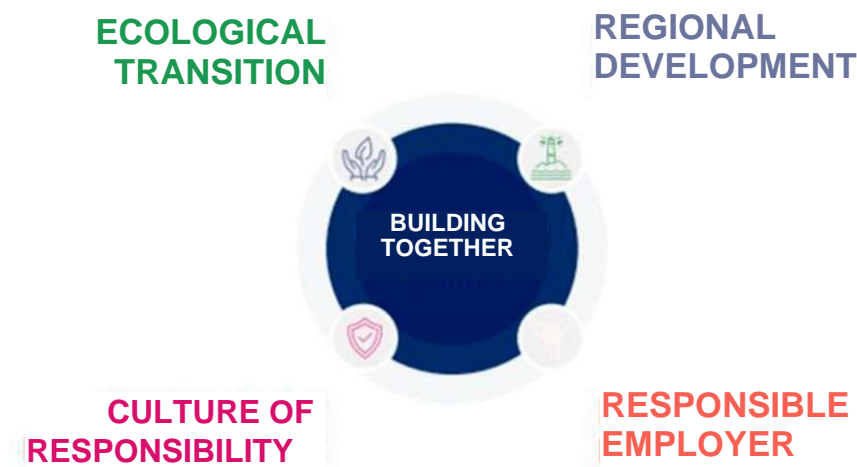 ECOLOGICAL
TRANSITION
REGIONAL
DEVELOPMENT
BUILDING
TOGETHER
CULTURE OF
RESPONSIBILITY
RESPONSIBLE
EMPLOYER